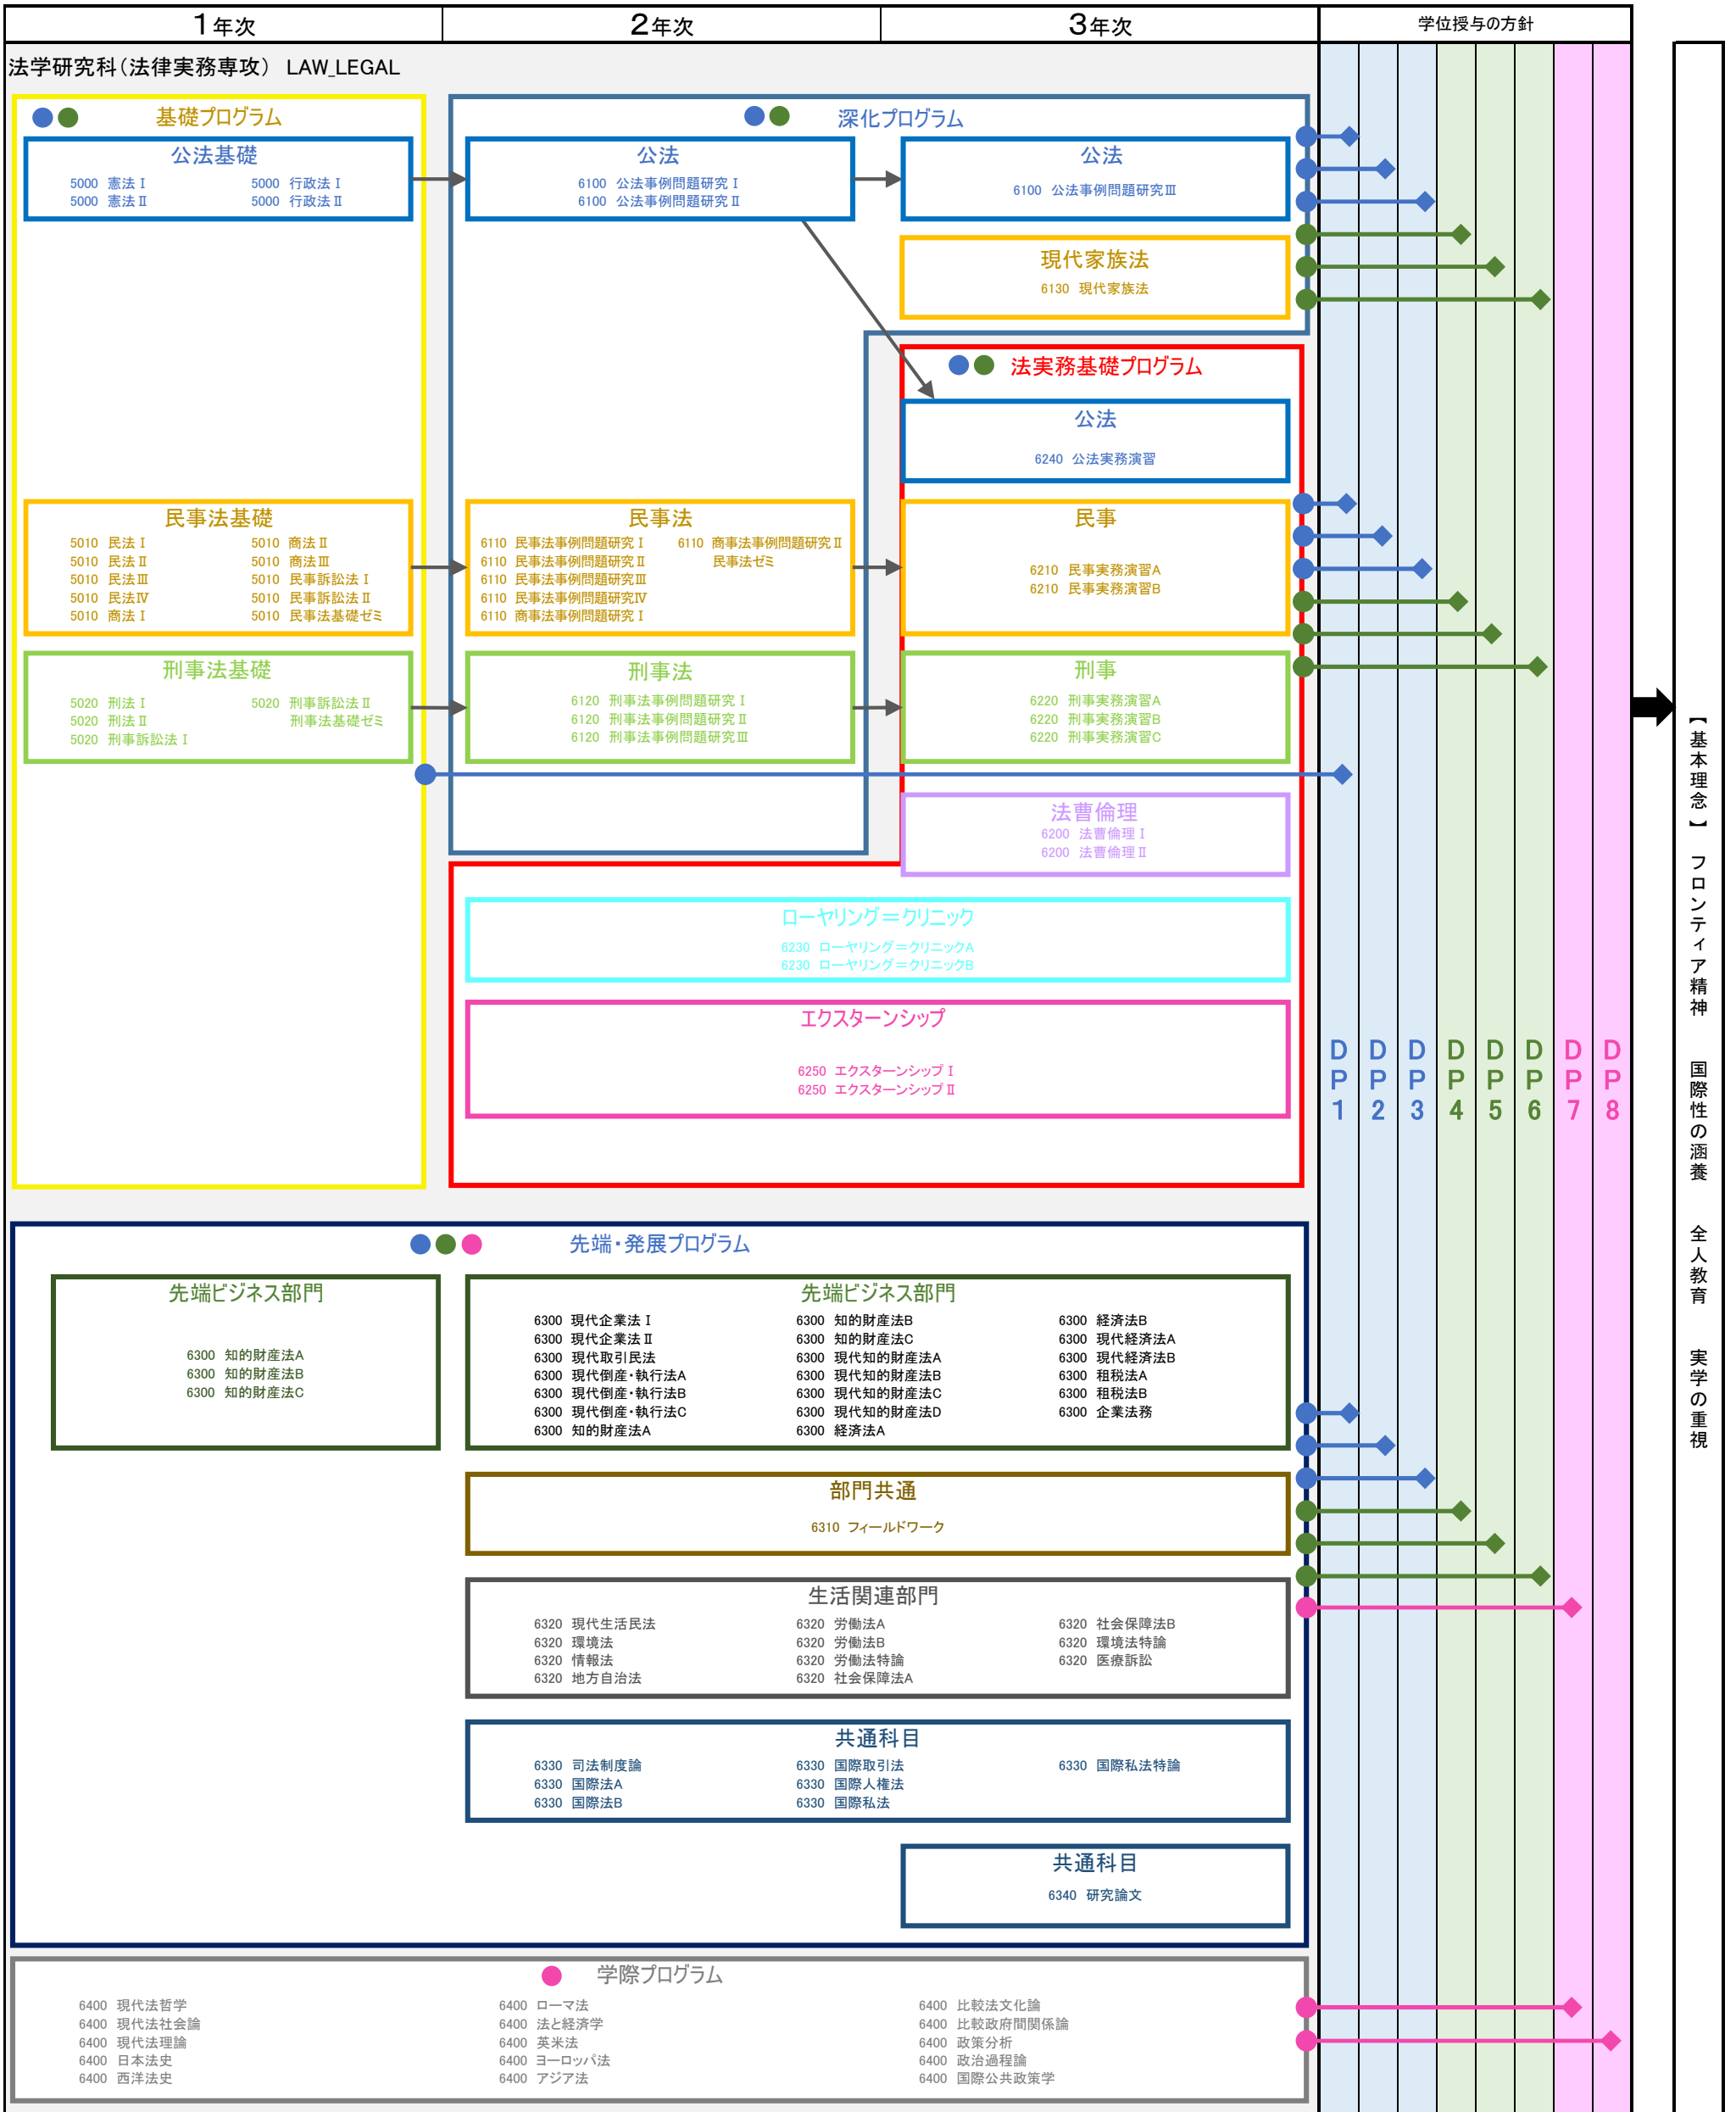 1年次
2年次
3年次
学位授与の方針
法学研究科（法律実務専攻） LAW_LEGAL
基礎プログラム
公法基礎
5000 憲法Ⅰ
5000 憲法Ⅱ
5000 行政法Ⅰ
5000 行政法Ⅱ
民事法基礎
5010 民法Ⅰ
5010 民法Ⅱ
5010 民法Ⅲ
5010 民法Ⅳ
5010 商法Ⅰ
5010 商法Ⅱ
5010 商法Ⅲ
5010 民事訴訟法Ⅰ
5010 民事訴訟法Ⅱ
5010 民事法基礎ゼミ
刑事法基礎
5020 刑法Ⅰ
5020 刑法Ⅱ
5020 刑事訴訟法Ⅰ
5020 刑事訴訟法Ⅱ
刑事法基礎ゼミ
深化プログラム
公法
6100 公法事例問題研究Ⅰ
6100 公法事例問題研究Ⅱ
公法
6100 公法事例問題研究Ⅲ
現代家族法
6130 現代家族法
民事法
6110 民事法事例問題研究Ⅰ
6110 民事法事例問題研究Ⅱ
6110 民事法事例問題研究Ⅲ
6110 民事法事例問題研究Ⅳ
6110 商事法事例問題研究Ⅰ
6110 商事法事例問題研究Ⅱ
民事法ゼミ
刑事法
6120 刑事法事例問題研究Ⅰ
6120 刑事法事例問題研究Ⅱ
6120 刑事法事例問題研究Ⅲ
法実務基礎プログラム
公法
6240 公法実務演習
民事
6210 民事実務演習A
6210 民事実務演習B
刑事
6220 刑事実務演習A
6220 刑事実務演習B
6220 刑事実務演習C
法曹倫理
6200 法曹倫理Ⅰ
6200 法曹倫理Ⅱ
ローヤリング＝クリニック
6230 ローヤリング＝クリニックA
6230 ローヤリング＝クリニックB
エクスターンシップ
6250 エクスターンシップⅠ
6250 エクスターンシップⅡ
先端・発展プログラム
先端ビジネス部門
6300 知的財産法A
6300 知的財産法B
6300 知的財産法C
先端ビジネス部門
6300 現代企業法Ⅰ
6300 現代企業法Ⅱ
6300 現代取引民法
6300 現代倒産・執行法A
6300 現代倒産・執行法B
6300 現代倒産・執行法C
6300 知的財産法A
6300 知的財産法B
6300 知的財産法C
6300 現代知的財産法A
6300 現代知的財産法B
6300 現代知的財産法C
6300 現代知的財産法D
6300 経済法A
6300 経済法B
6300 現代経済法A
6300 現代経済法B
6300 租税法A
6300 租税法B
6300 企業法務
部門共通
6310 フィールドワーク
生活関連部門
6320 現代生活民法
6320 環境法
6320 情報法
6320 地方自治法
6320 労働法A
6320 労働法B
6320 労働法特論
6320 社会保障法A
6320 社会保障法B
6320 環境法特論
6320 医療訴訟
共通科目
6330 司法制度論
6330 国際法A
6330 国際法B
6330 国際取引法
6330 国際人権法
6330 国際私法
6330 国際私法特論
共通科目
6340 研究論文
学際プログラム
6400 現代法哲学
6400 現代法社会論
6400 現代法理論
6400 日本法史
6400 西洋法史
6400 ローマ法
6400 法と経済学
6400 英米法
6400 ヨーロッパ法
6400 アジア法
6400 比較法文化論
6400 比較政府間関係論
6400 政策分析
6400 政治過程論
6400 国際公共政策学
DP1
DP2
DP3
DP4
DP5
DP6
DP7
DP8
【基本理念】 フロンティア精神 国際性の涵養 全人教育 実学の重視